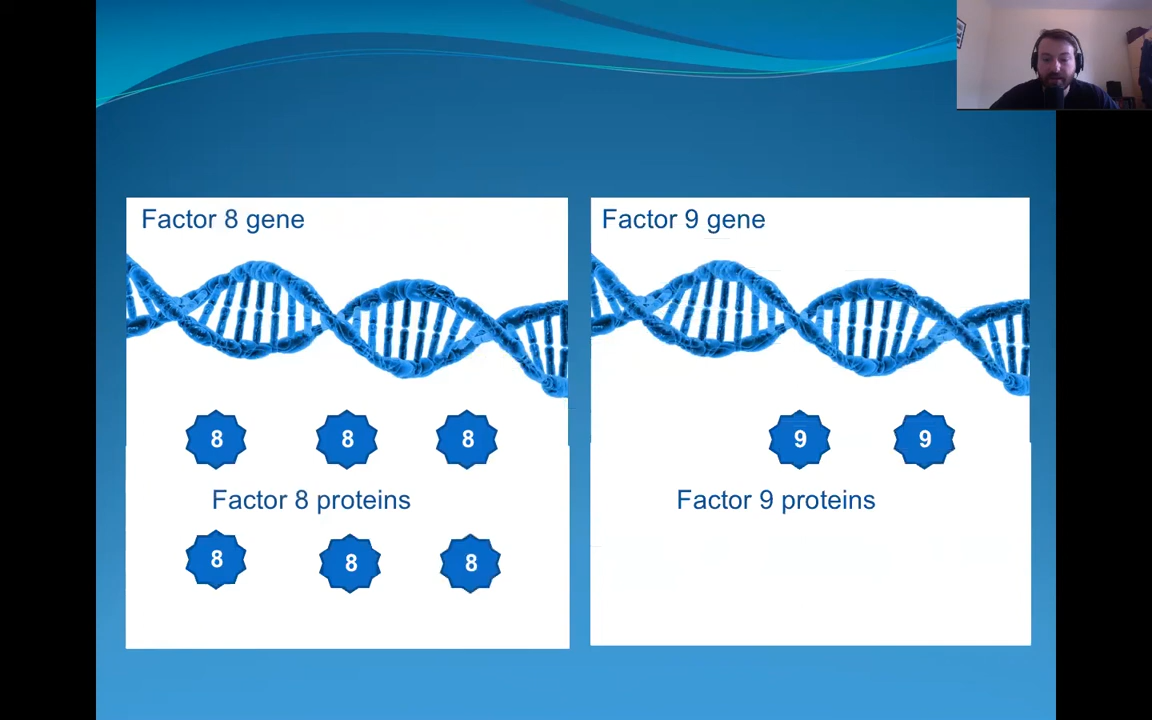 Factor 8 gene
8 8 8
Factor 8 proteins
8 8 8
Factor 9 gene
9 9
Factor 9 proteins